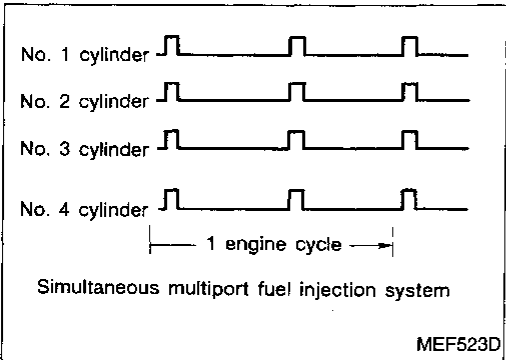 No. 1 cylinder
No. 2 cylinder
No. 3 cylinder
No. 4 cylinder
1 engine cycle
Simultaneous multiport fuel injection system
MEF523D